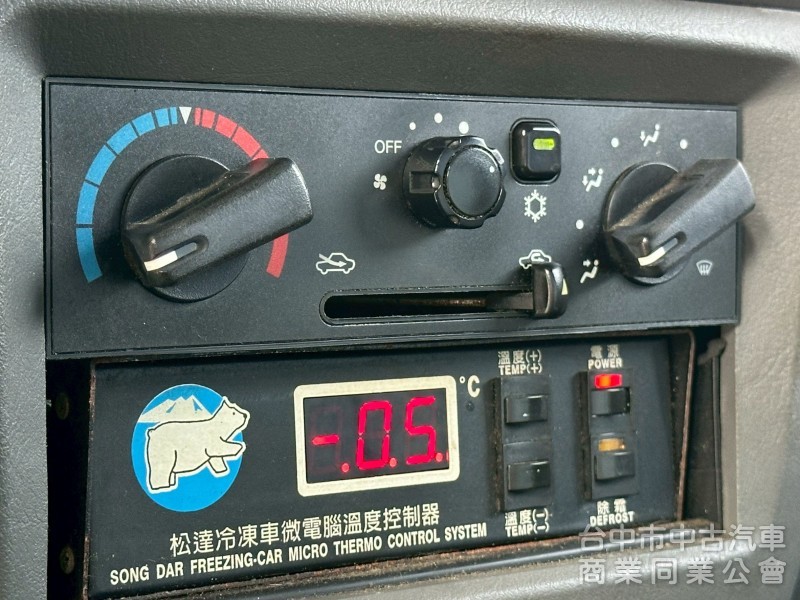 OFF
°C
溫度(+)
TEMP(+)
電源
POWER
-.0.5.
溫度(-)
TEMP(-)
除霜
DEFROST
松達冷凍車微電腦溫度控制器
SONG DAR FREEZING-CAR MICRO THERMO CONTROL SYSTEM
台中市中古汽車
商業同業公會